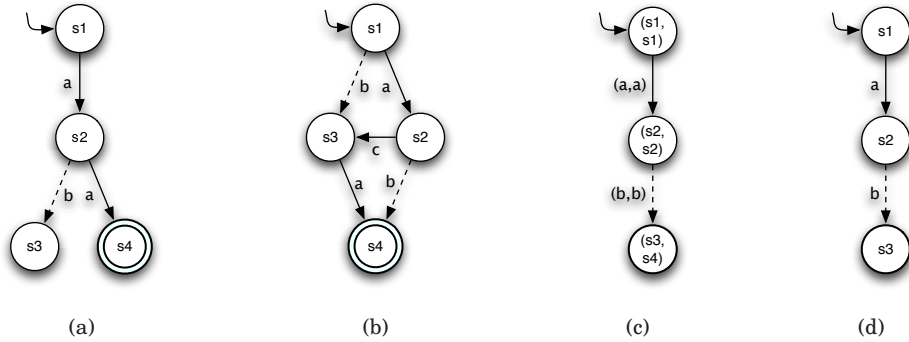 s1
a
s2
b
a
s3
s4
(a)
s1
b
a
s3
s2
c
a
b
s4
(b)
(s1,
s1)
(a,a)
(s2,
s2)
(b,b)
(s3,
s4)
(c)
s1
a
s2
b
s3
(d)